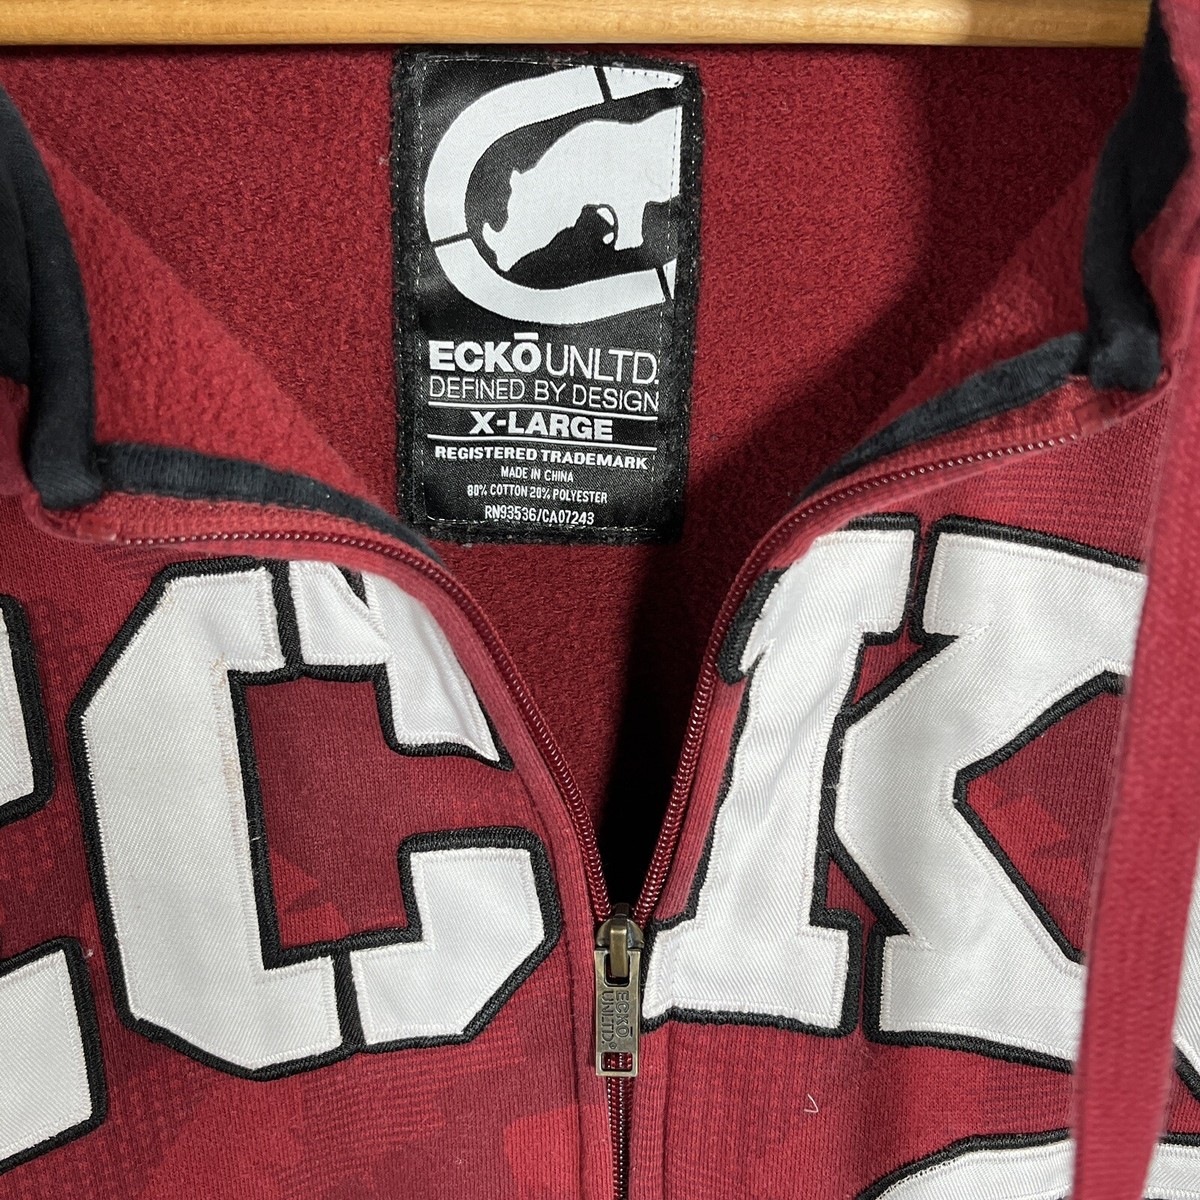 ECKŌ UNLTD.
DEFINED BY DESIGN
X-LARGE
REGISTERED TRADEMARK
MADE IN CHINA
80% COTTON 20% POLYESTER
RN93536/CA07243
ECK
ECKŌ
UNLTD.®